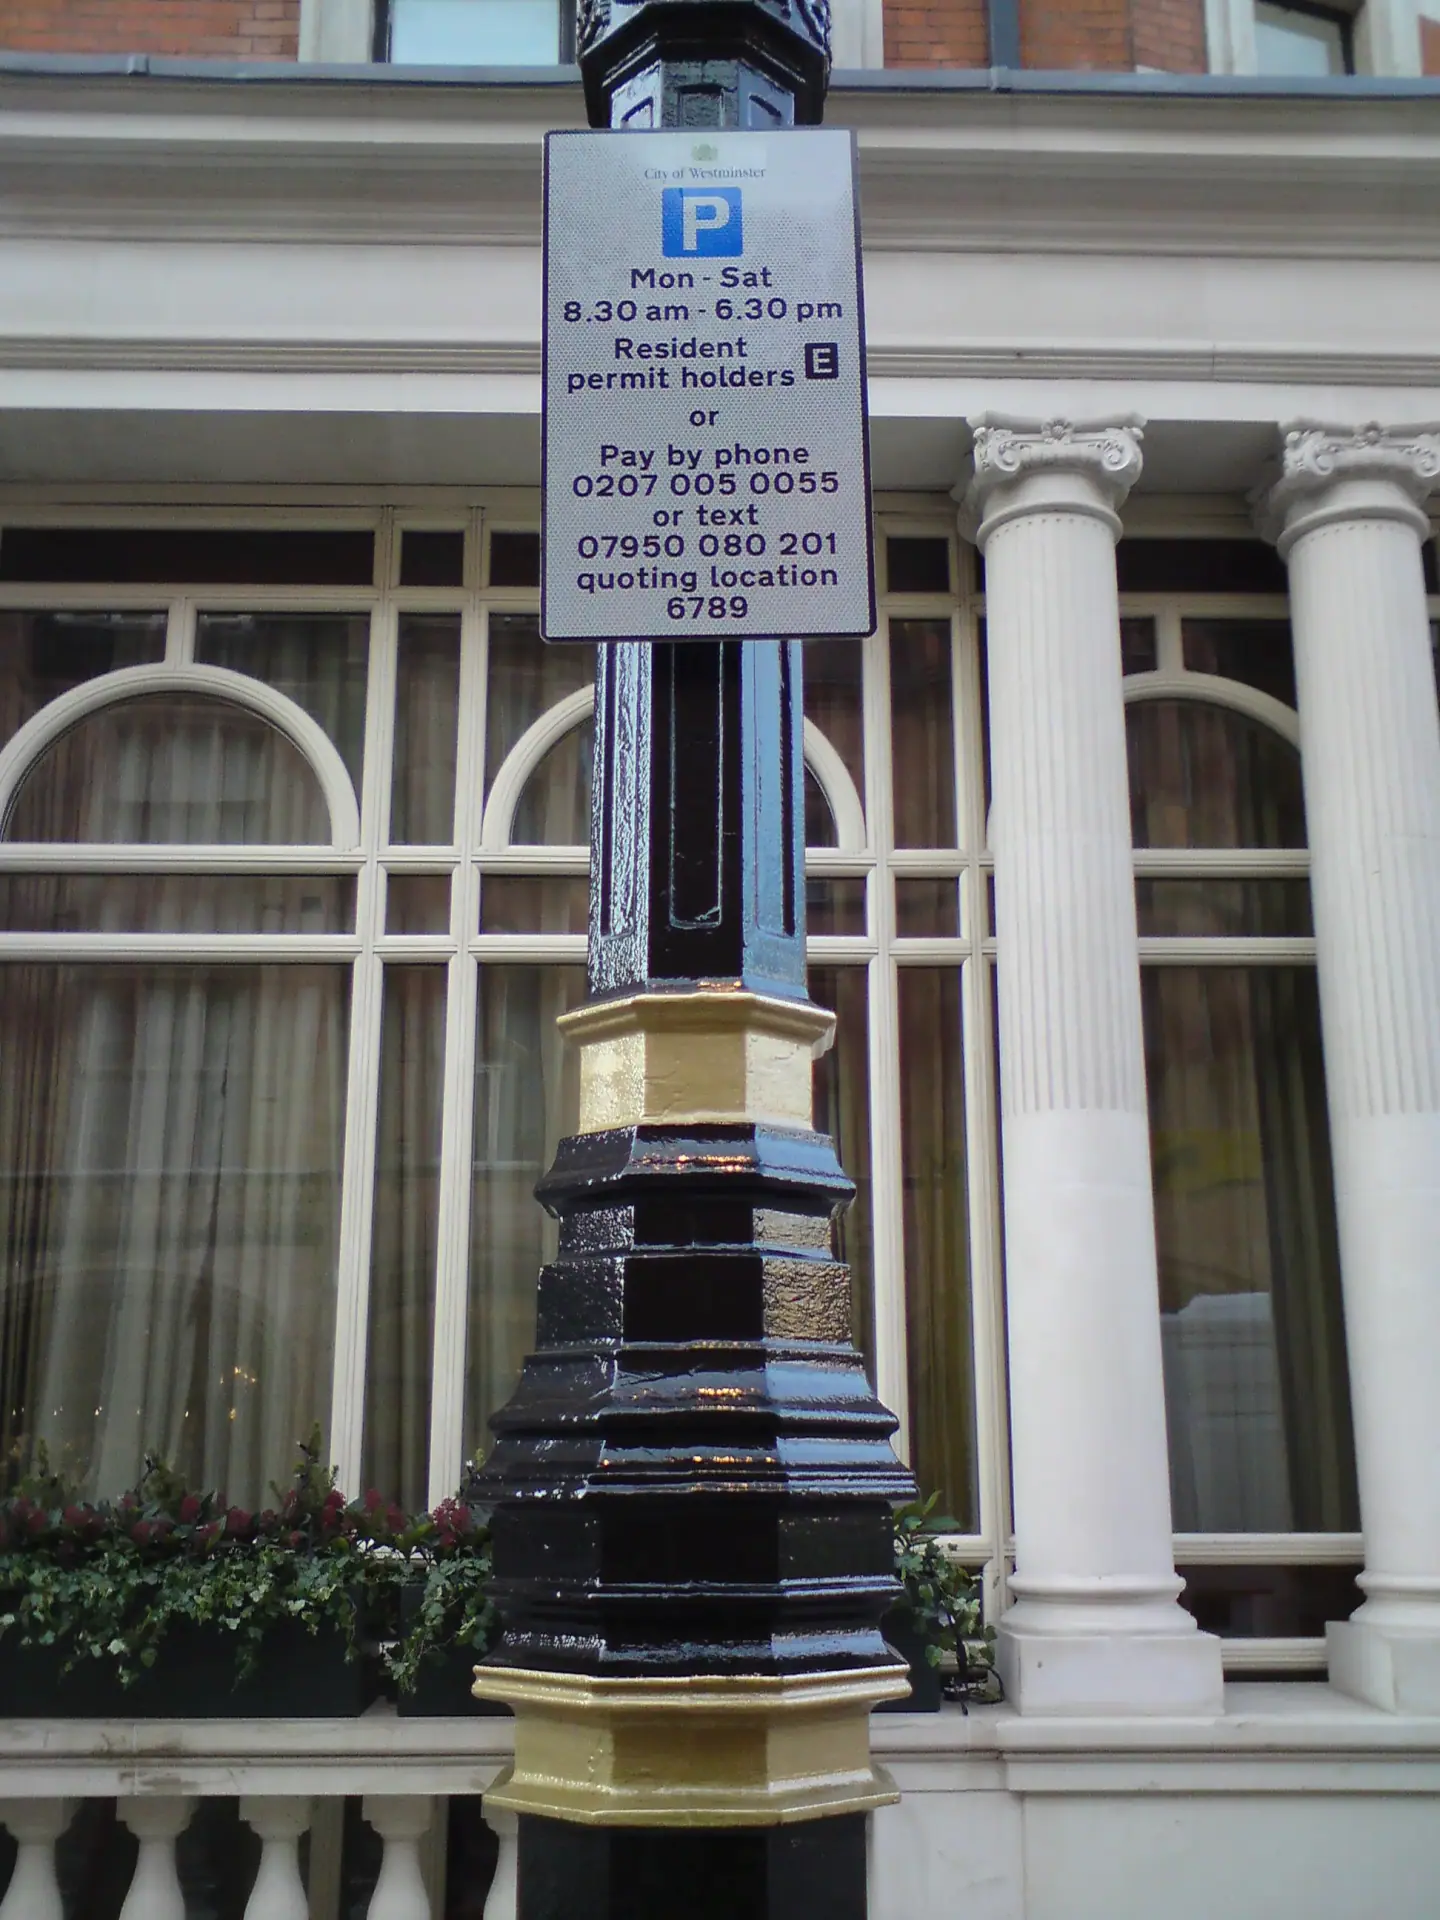 City of Westminster
P
Mon - Sat
8.30 am - 6.30 pm
Resident
permit holders E
or
Pay by phone
0207 005 0055
or text
07950 080 201
quoting location
6789